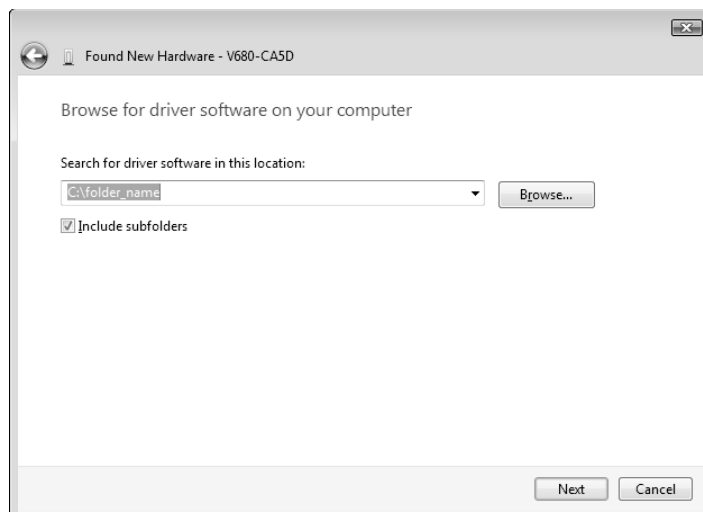 Found New Hardware - V680-CA5D
Browse for driver software on your computer
Search for driver software in this location:
C:\folder_name
Browse...
Include subfolders
Next
Cancel